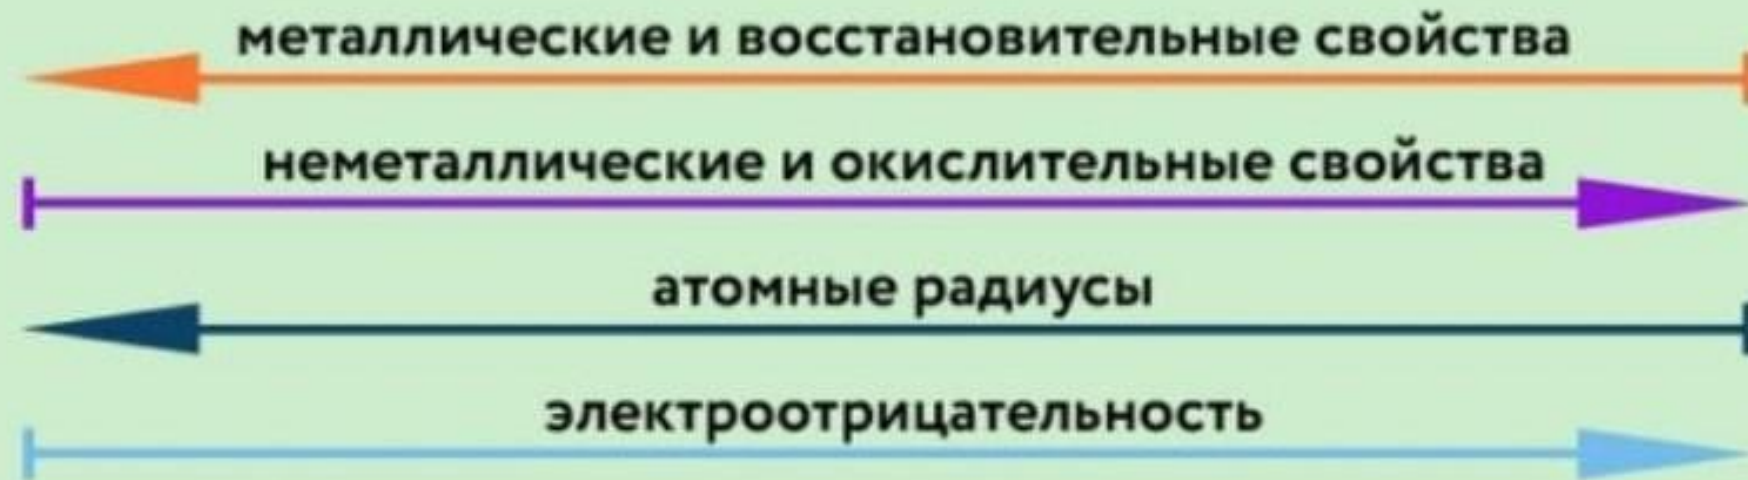 металлические и восстановительные свойства
неметаллические и окислительные свойства
атомные радиусы
электроотрицательность